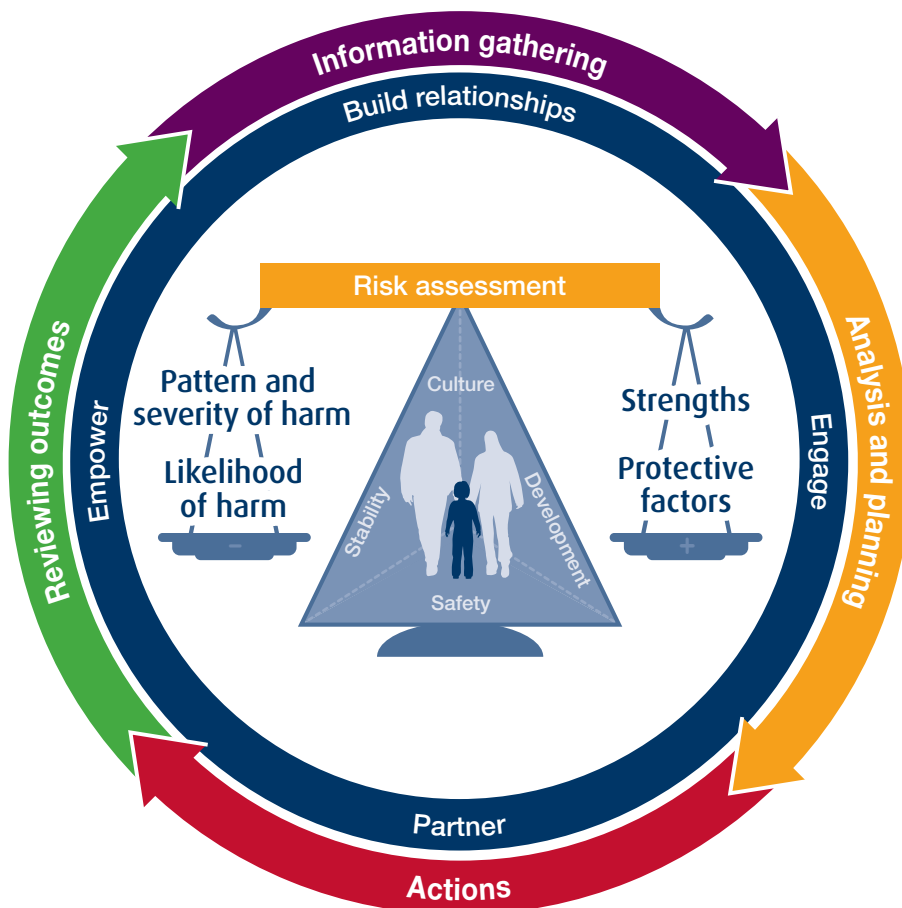 Information gathering
Build relationships
Risk assessment
Pattern and
severity of harm
Likelihood
of harm
-
Culture
Stability
Development
Safety
Strengths
Protective
factors
+
Engage
Analysis and planning
Partner
Actions
Empower
Reviewing outcomes